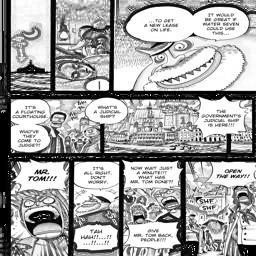 ...TO GET
A NEW LEASE
ON LIFE.
IT WOULD
BE GREAT IF
WATER SEVEN
COULD USE
THIS...
IT'S A
FLOATING
COURTHOUSE.
WHO'VE
THEY COME
TO JUDGE?!
WHAT'S A
JUDICIAL
SHIP?
THE
GOVERNMENT'S
JUDICIAL SHIP
IS HERE!!!
MR.
TOM!!!
IT'S
ALL RIGHT.
DON'T
WORRY.
TAH
HAH!!...!!
...!!...!!
NOW WAIT JUST
A MINUTE!!!
WHAT HAS
MR. TOM DONE?!
GIVE
MR. TOM BACK,
PEOPLE!!!
OPEN
THE WAY!!